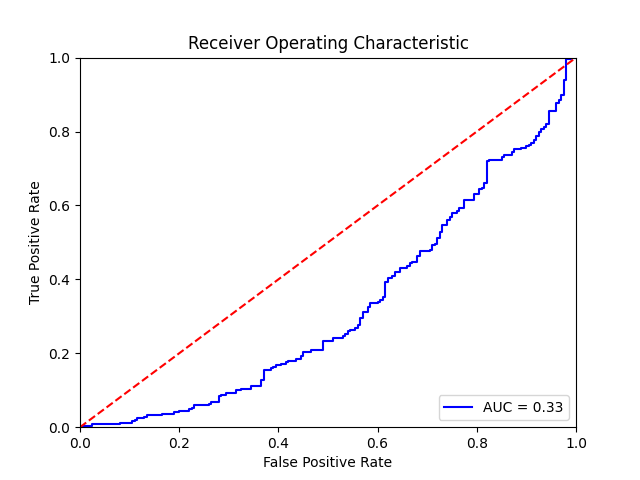 Receiver Operating Characteristic
1.0
0.8
0.6
0.4
0.2
0.0
True Positive Rate
AUC = 0.33
0.0 0.2 0.4 0.6 0.8 1.0
False Positive Rate